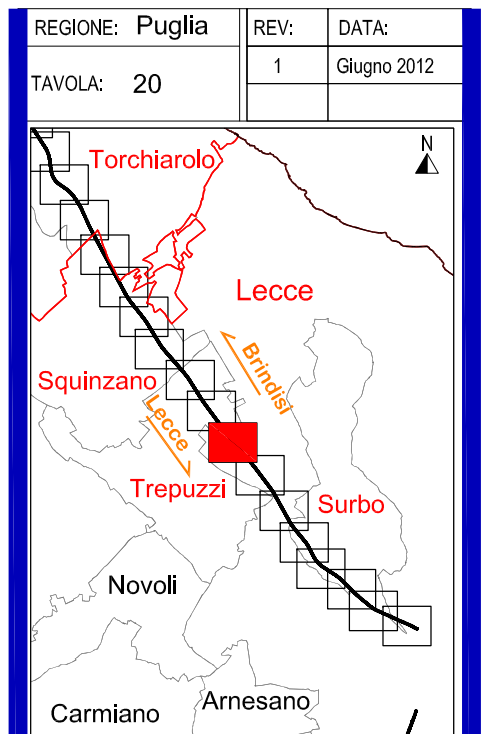 REGIONE: Puglia
REV:
DATA:
TAVOLA: 20
1
Giugno 2012
N
Torchiarolo
Lecce
Brindisi
Squinzano
Lecce
Trepuzzi
Surbo
Novoli
Arnesano
Carmiano